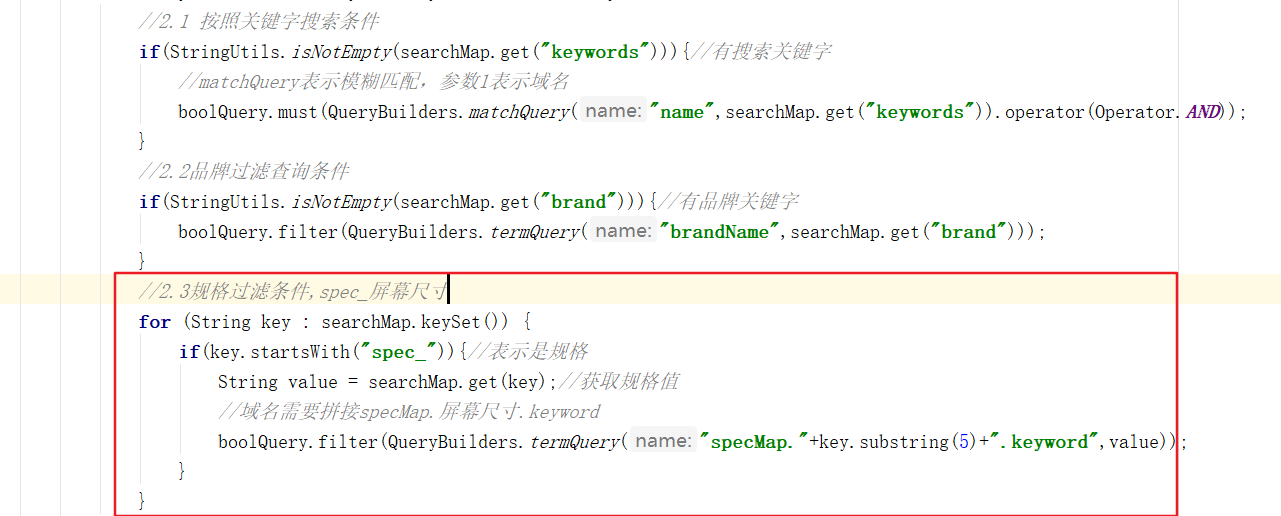 //2.1 按照关键字搜索条件
if(StringUtils.isNotEmpty(searchMap.get("keywords"))){//有搜索关键字
//matchQuery表示模糊匹配，参数1表示域名
boolQuery.must(QueryBuilders.matchQuery( name: "name",searchMap.get("keywords")).operator(Operator.AND));
}
//2.2品牌过滤查询条件
if(StringUtils.isNotEmpty(searchMap.get("brand"))){//有品牌关键字
boolQuery.filter(QueryBuilders.termQuery( name: "brandName",searchMap.get("brand")));
}
//2.3规格过滤条件,spec_屏幕尺寸
for (String key : searchMap.keySet()) {
if(key.startsWith("spec_")){//表示是规格
String value = searchMap.get(key);//获取规格值
//域名需要拼接specMap.屏幕尺寸.keyword
boolQuery.filter(QueryBuilders.termQuery( name: "specMap."+key.substring(5)+".keyword",value));
}
}